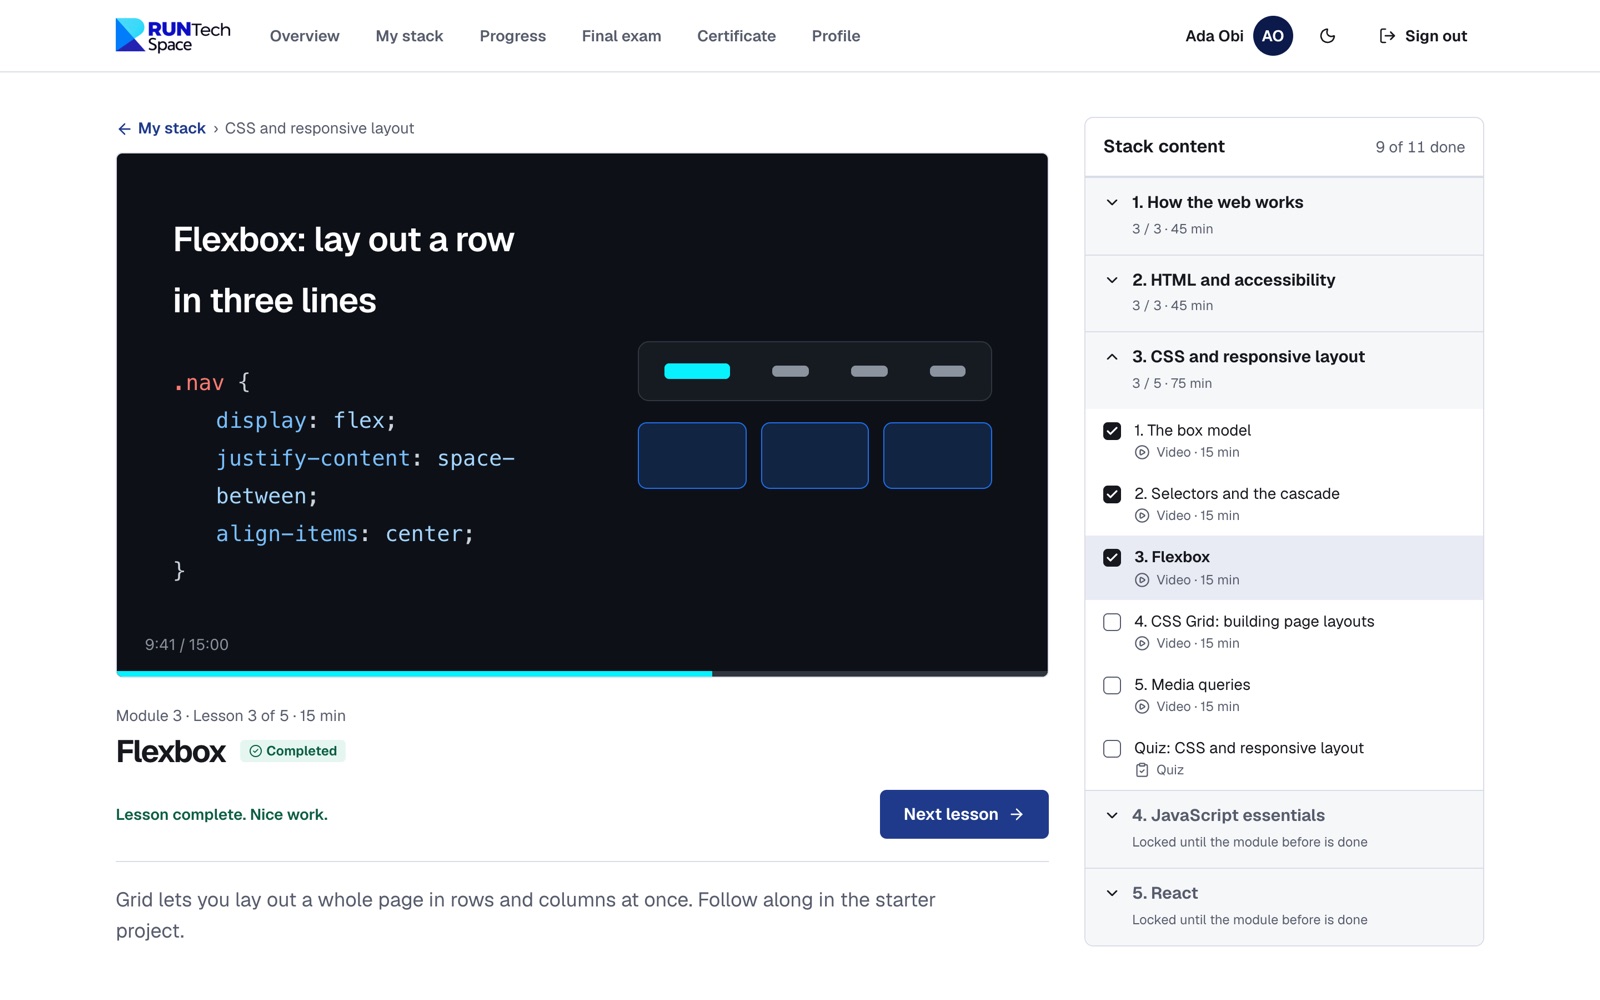 RUNTech Space
Overview
My stack
Progress
Final exam
Certificate
Profile
Ada Obi
AO
Sign out
My stack › CSS and responsive layout
Flexbox: lay out a row
in three lines
.nav {
display: flex;
justify-content: space-
between;
align-items: center;
}
9:41 / 15:00
Module 3 · Lesson 3 of 5 · 15 min
Flexbox
Completed
Lesson complete. Nice work.
Next lesson
Grid lets you lay out a whole page in rows and columns at once. Follow along in the starter
project.
Stack content
9 of 11 done
1. How the web works
3 / 3 · 45 min
2. HTML and accessibility
3 / 3 · 45 min
3. CSS and responsive layout
3 / 5 · 75 min
1. The box model
Video · 15 min
2. Selectors and the cascade
Video · 15 min
3. Flexbox
Video · 15 min
4. CSS Grid: building page layouts
Video · 15 min
5. Media queries
Video · 15 min
Quiz: CSS and responsive layout
Quiz
4. JavaScript essentials
Locked until the module before is done
5. React
Locked until the module before is done